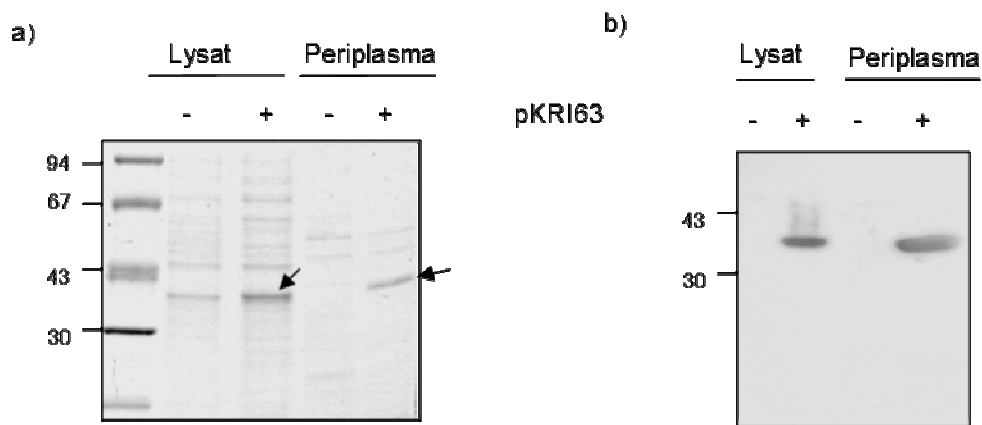 a)
Lysat Periplasma
- + - +
94
67
43
30
pKRI63
b)
Lysat Periplasma
- + - +
43
30